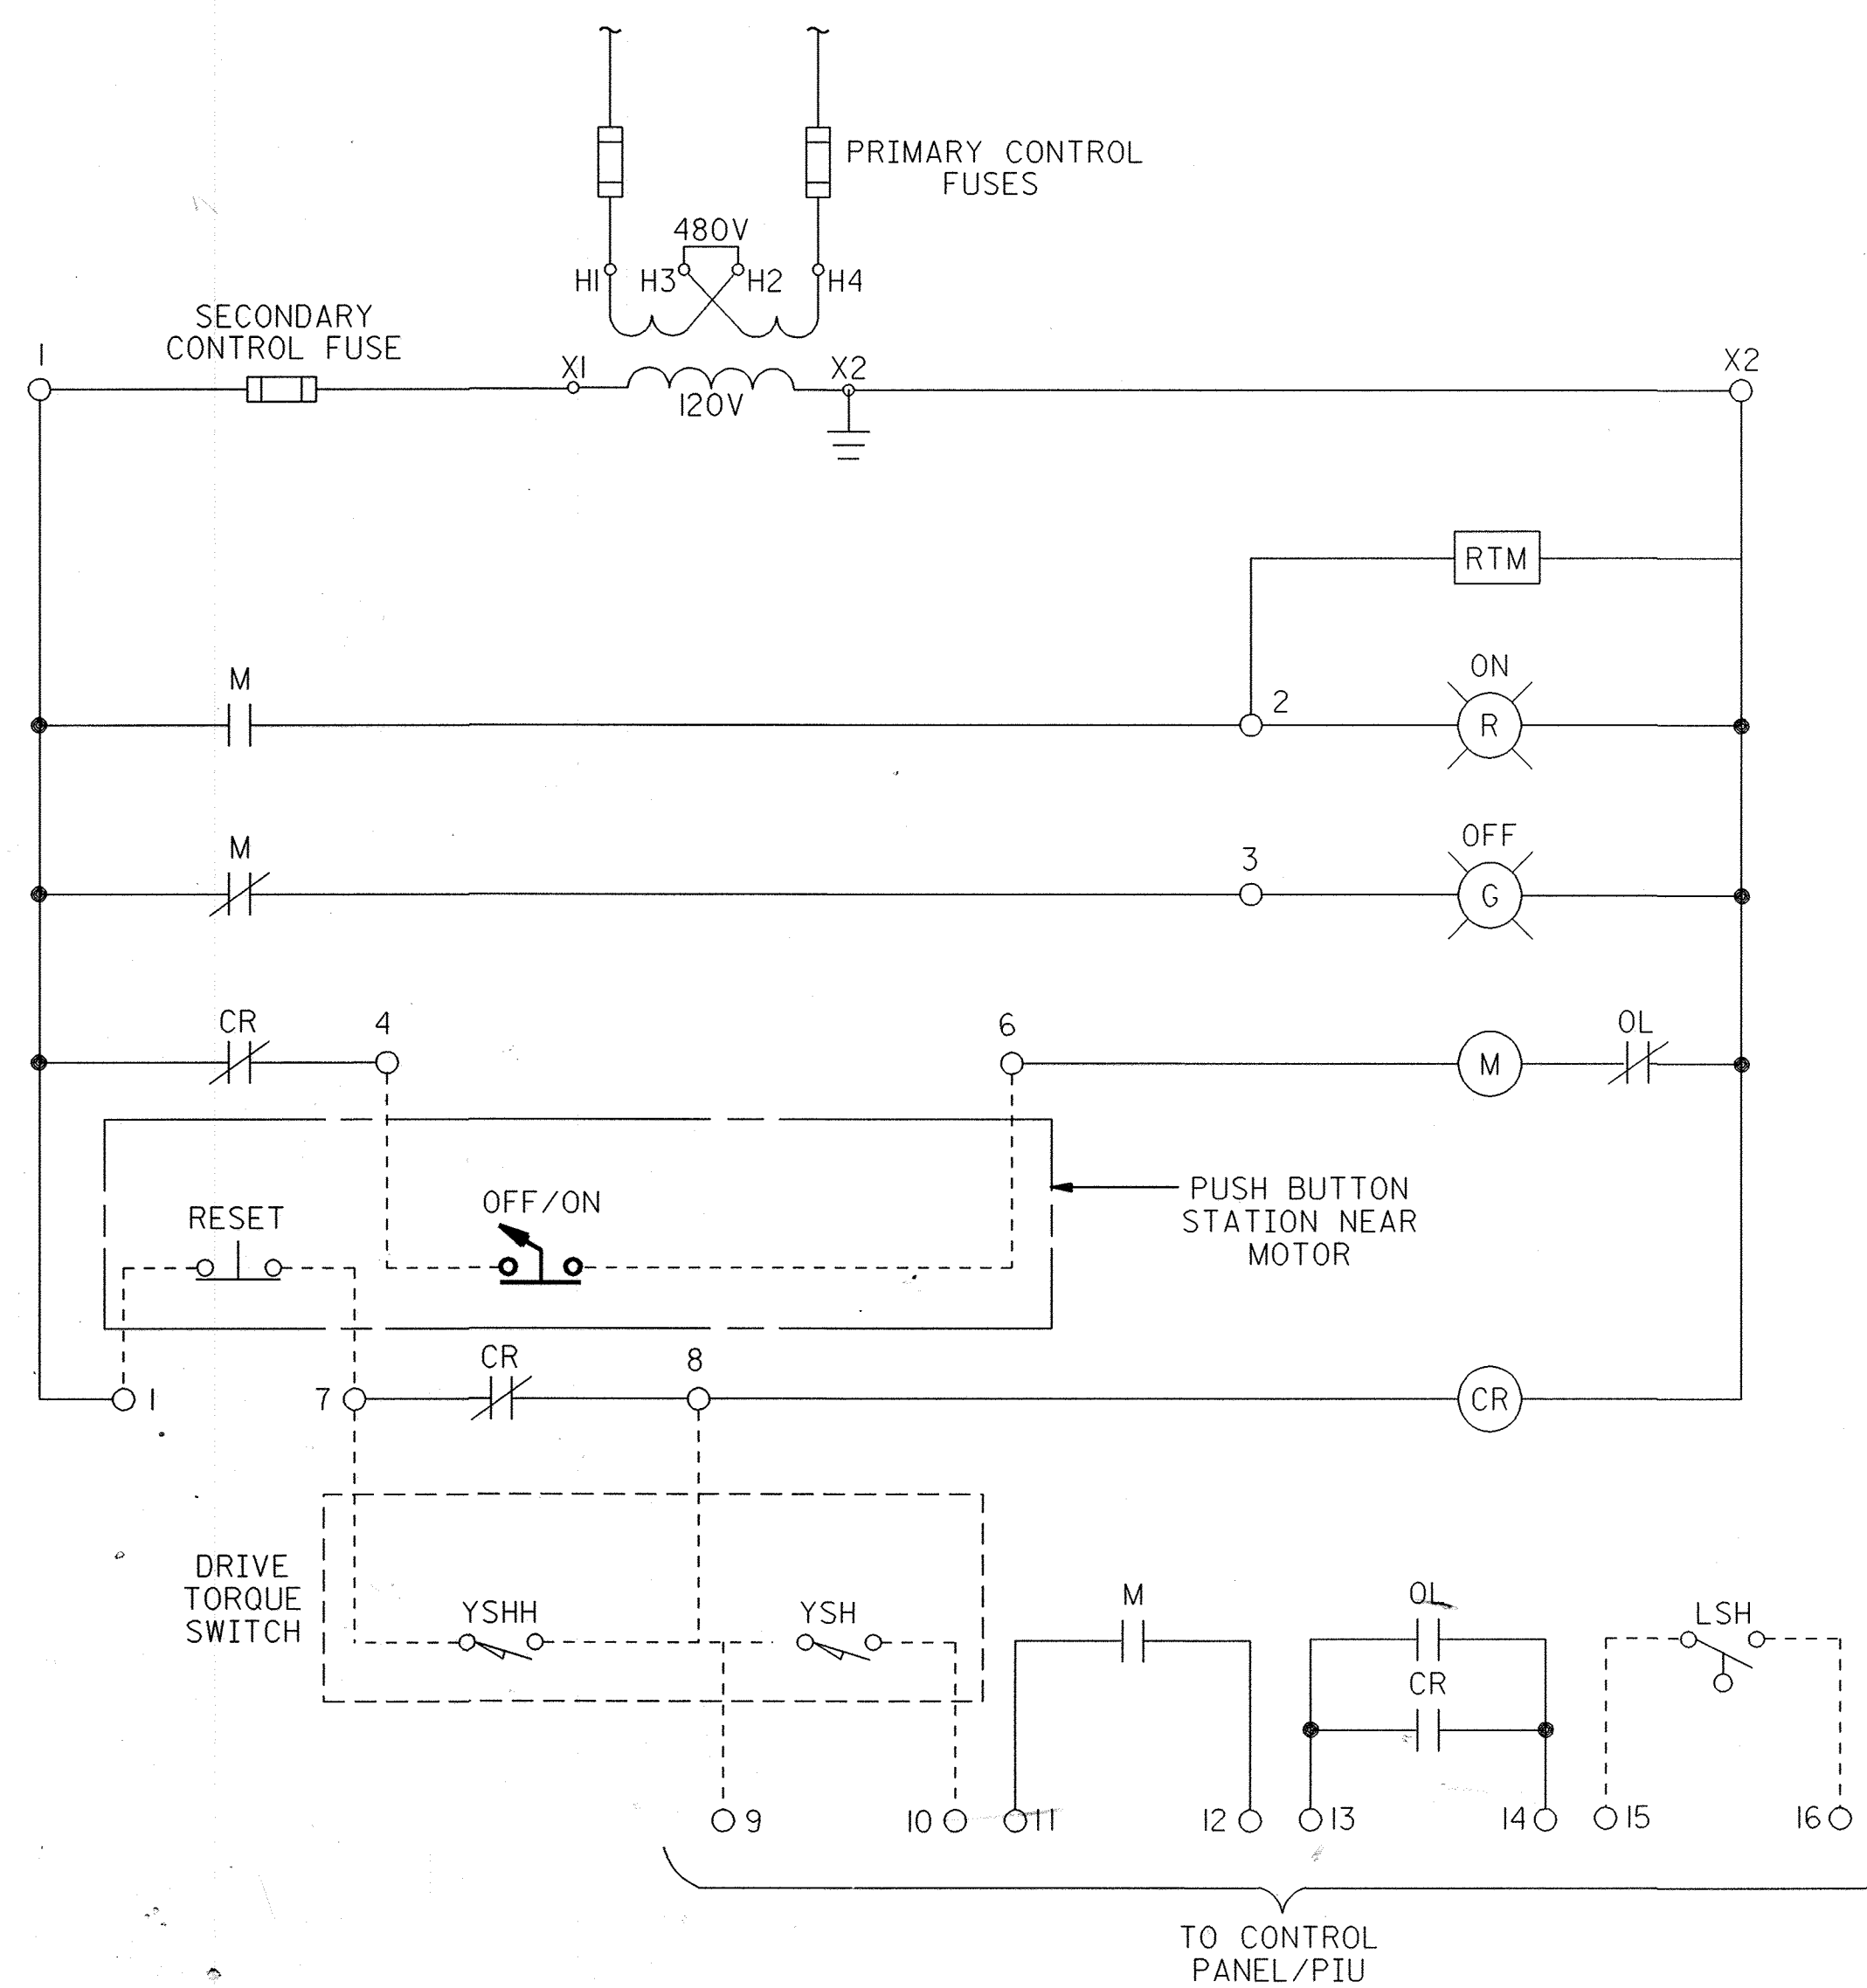 PRIMARY CONTROL
FUSES
480V
H1 H3 H2 H4
SECONDARY
CONTROL FUSE
1
X1
X2
X2
120V
RTM
ON
M
2
R
OFF
M
3
G
CR
4
6
M
OL
RESET
OFF/ON
PUSH BUTTON
STATION NEAR
MOTOR
1
7
CR
8
CR
DRIVE
TORQUE
SWITCH
YSHH
YSH
M
OL
CR
LSH
9
10
11
12
13
14
15
16
TO CONTROL
PANEL/PIU